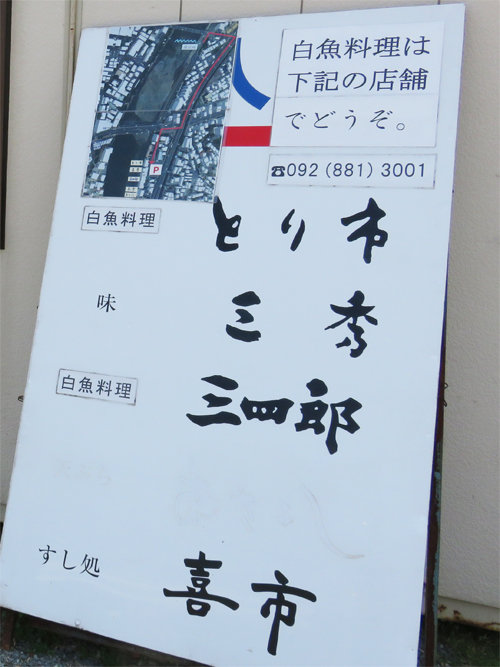 白魚料理は
下記の店舗
でどうぞ。
☎092(881)3001
P
白魚料理
とり市
味
三秀
白魚料理
三四郎
すし処
喜市